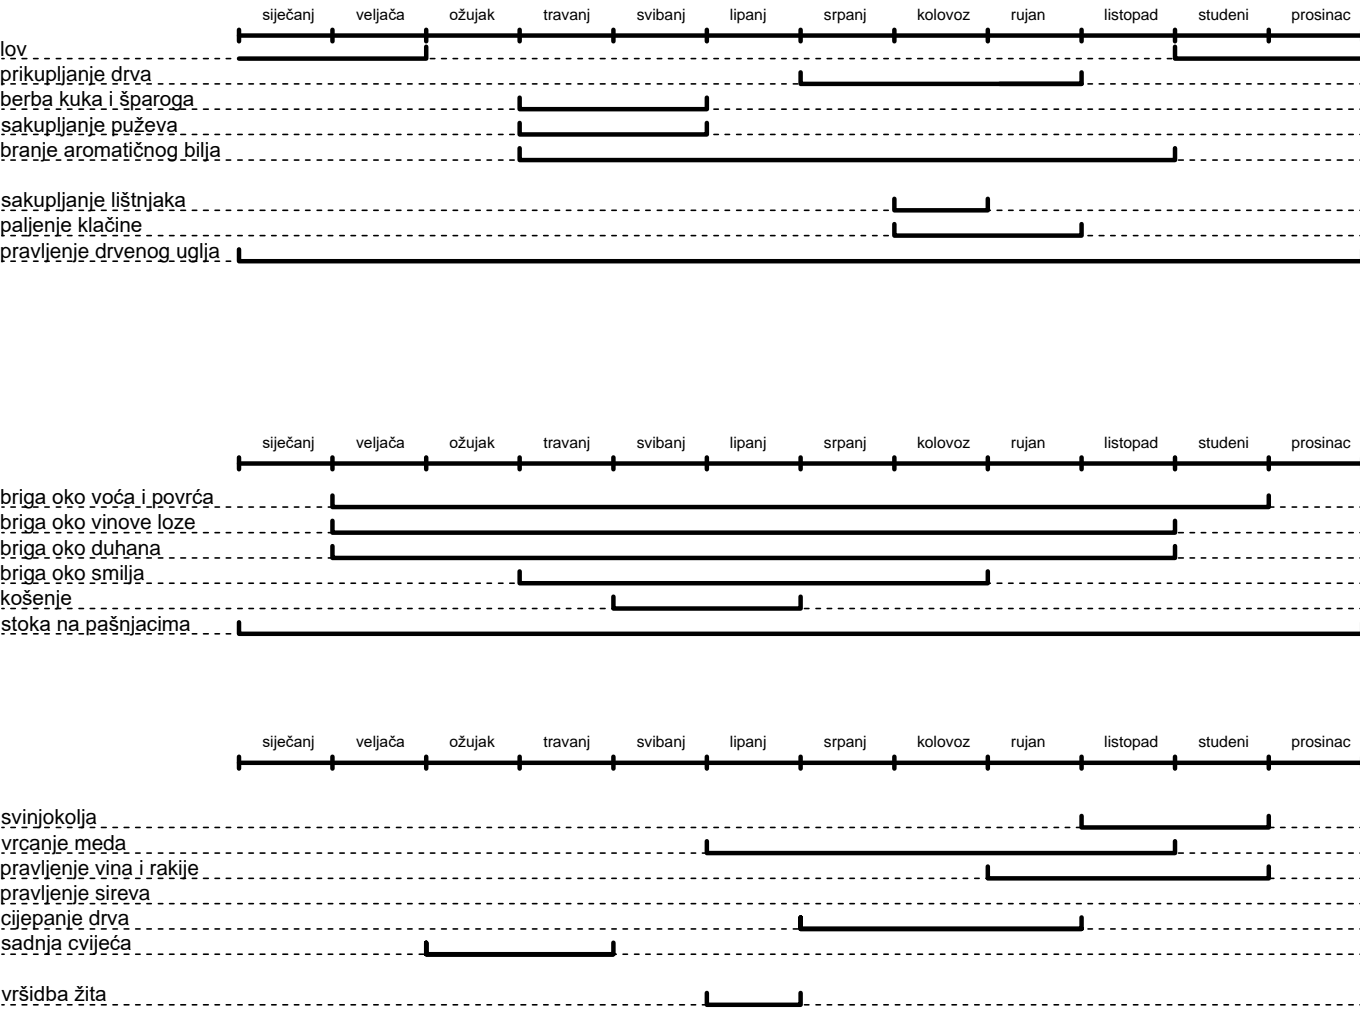 siječanj veljača ožujak travanj svibanj lipanj srpanj kolovoz rujan listopad studeni prosinac
lov
prikupljanje drva
berba kuka i šparoga
sakupljanje puževa
branje aromatičnog bilja
sakupljanje lištnjaka
paljenje klačine
pravljenje drvenog uglja
siječanj veljača ožujak travanj svibanj lipanj srpanj kolovoz rujan listopad studeni prosinac
briga oko voća i povrća
briga oko vinove loze
briga oko duhana
briga oko smilja
košenje
stoka na pašnjacima
siječanj veljača ožujak travanj svibanj lipanj srpanj kolovoz rujan listopad studeni prosinac
svinjokolja
vrcanje meda
pravljenje vina i rakije
pravljenje sireva
cijepanje drva
sadnja cvijeća
vršidba žita